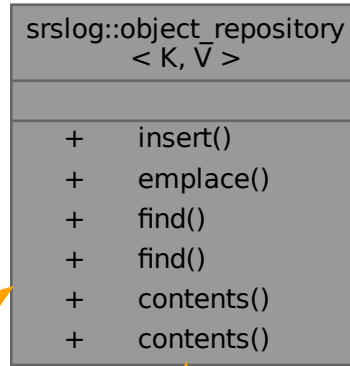 srslog::object_repository
< K, V >
+ insert()
+ emplace()
+ find()
+ find()
+ contents()
+ contents()